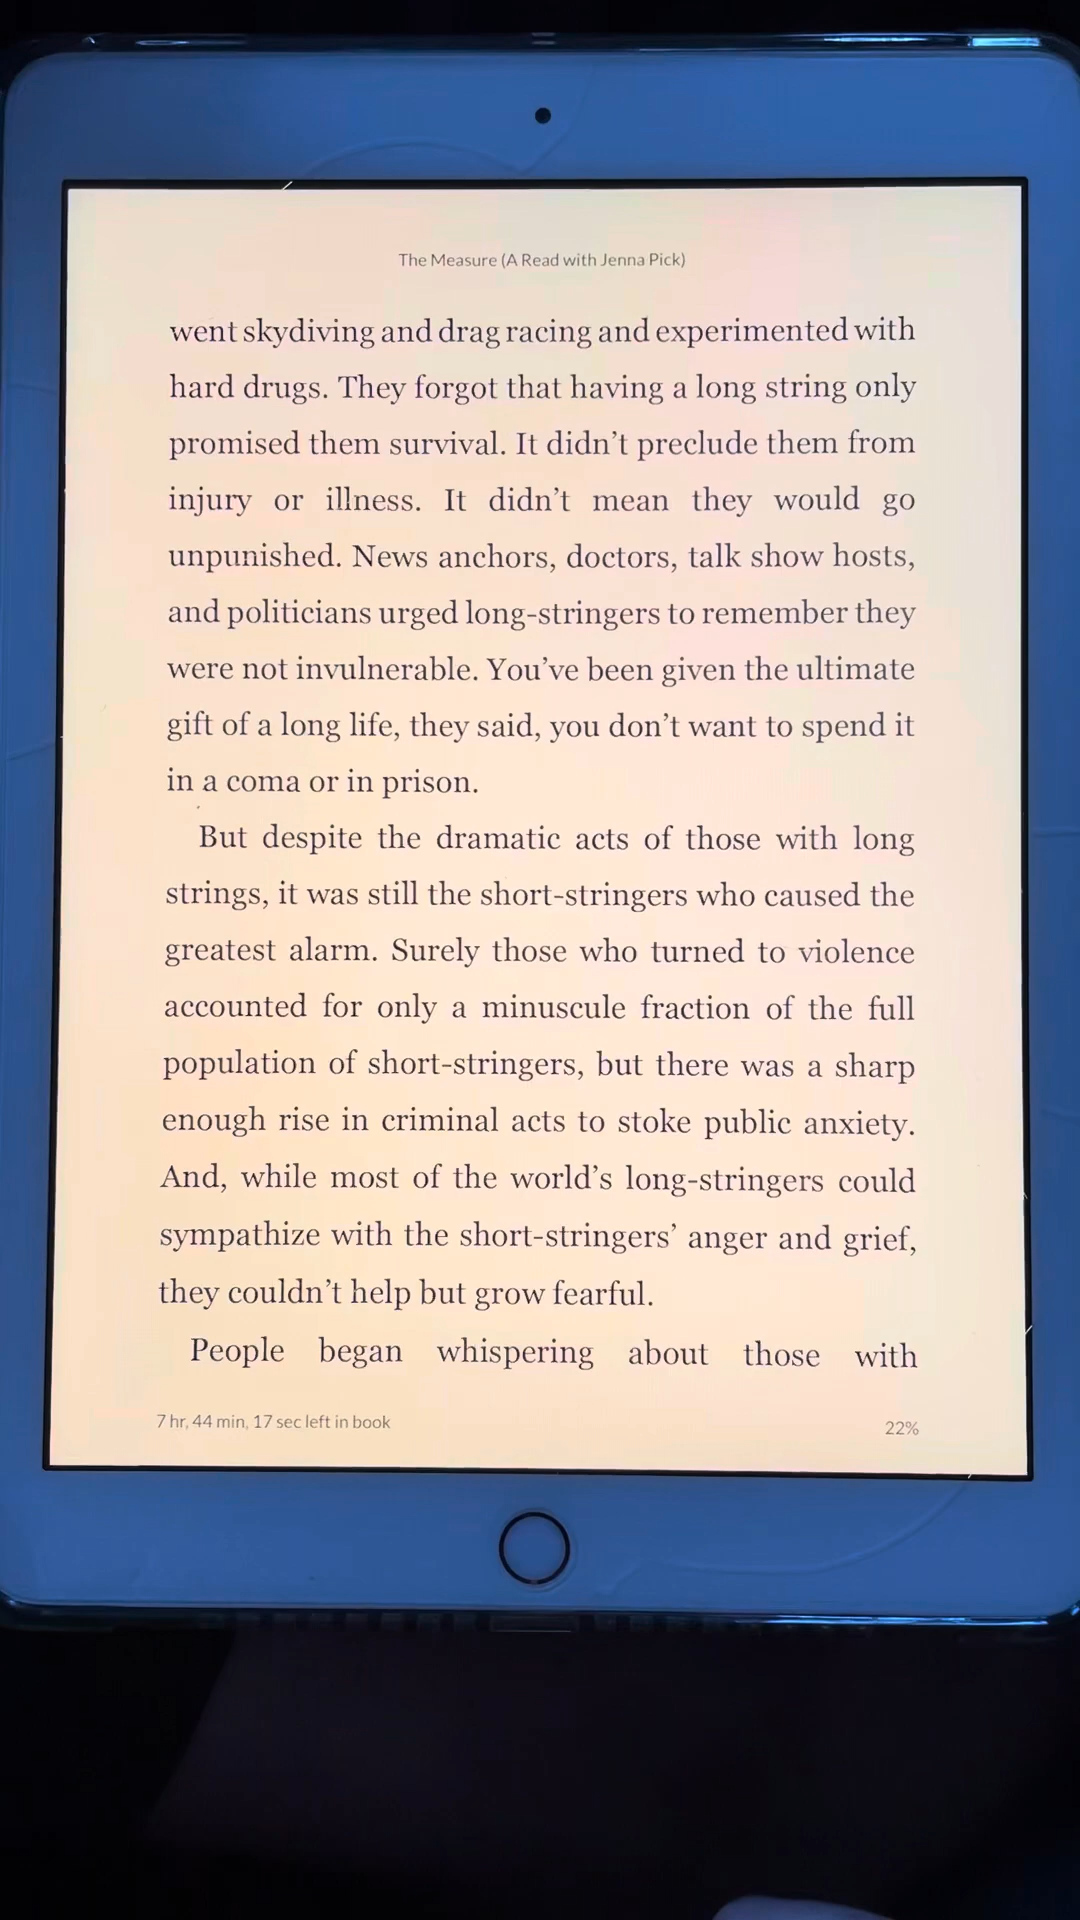 The Measure (A Read with Jenna Pick)
went skydiving and drag racing and experimented with
hard drugs. They forgot that having a long string only
promised them survival. It didn’t preclude them from
injury or illness. It didn’t mean they would go
unpunished. News anchors, doctors, talk show hosts,
and politicians urged long-stringers to remember they
were not invulnerable. You’ve been given the ultimate
gift of a long life, they said, you don’t want to spend it
in a coma or in prison.
But despite the dramatic acts of those with long
strings, it was still the short-stringers who caused the
greatest alarm. Surely those who turned to violence
accounted for only a minuscule fraction of the full
population of short-stringers, but there was a sharp
enough rise in criminal acts to stoke public anxiety.
And, while most of the world’s long-stringers could
sympathize with the short-stringers’ anger and grief,
they couldn’t help but grow fearful.
People began whispering about those with
7 hr, 44 min, 17 sec left in book
22%